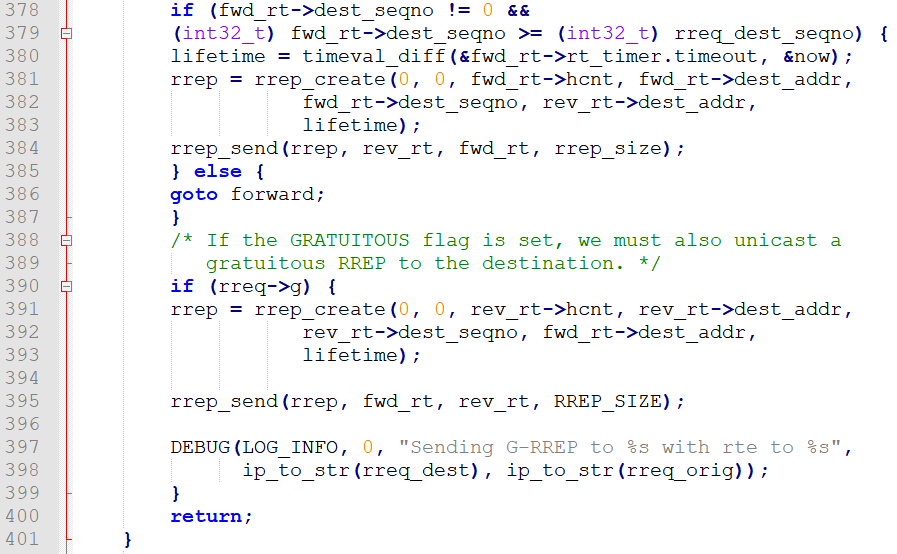 378 if (fwd_rt->dest_seqno != 0 &&
379 (int32_t) fwd_rt->dest_seqno >= (int32_t) rreq_dest_seqno) {
380 lifetime = timeval_diff(&fwd_rt->rt_timer.timeout, &now);
381 rrep = rrep_create(0, 0, fwd_rt->hcnt, fwd_rt->dest_addr,
382 fwd_rt->dest_seqno, rev_rt->dest_addr,
383 lifetime);
384 rrep_send(rrep, rev_rt, fwd_rt, rrep_size);
385 } else {
386 goto forward;
387 }
388 /* If the GRATUITOUS flag is set, we must also unicast a
389 gratuitous RREP to the destination. */
390 if (rreq->g) {
391 rrep = rrep_create(0, 0, rev_rt->hcnt, rev_rt->dest_addr,
392 rev_rt->dest_seqno, fwd_rt->dest_addr,
393 lifetime);
394
395 rrep_send(rrep, fwd_rt, rev_rt, RREP_SIZE);
396
397 DEBUG(LOG_INFO, 0, "Sending G-RREP to %s with rte to %s",
398 ip_to_str(rreq_dest), ip_to_str(rreq_orig));
399 }
400 return;
401 }